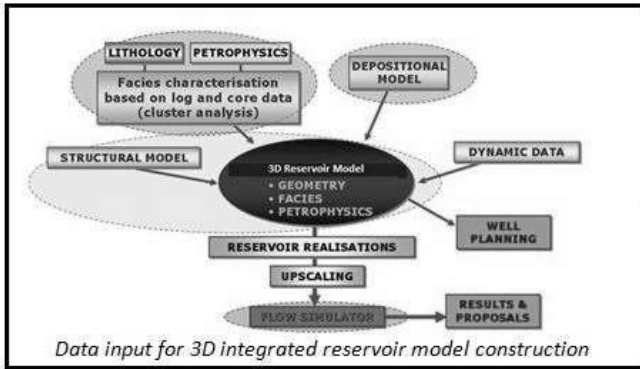 LITHOLOGY
PETROPHYSICS
Facies characterisation
based on log and core data
(cluster analysis)
DEPOSITIONAL
MODEL
STRUCTURAL MODEL
DYNAMIC DATA
3D Reservoir Model
• GEOMETRY
• FACIES
• PETROPHYSICS
WELL
PLANNING
RESERVOIR REALISATIONS
UPSCALING
FLOW SIMULATOR
RESULTS &
PROPOSALS
Data input for 3D integrated reservoir model construction